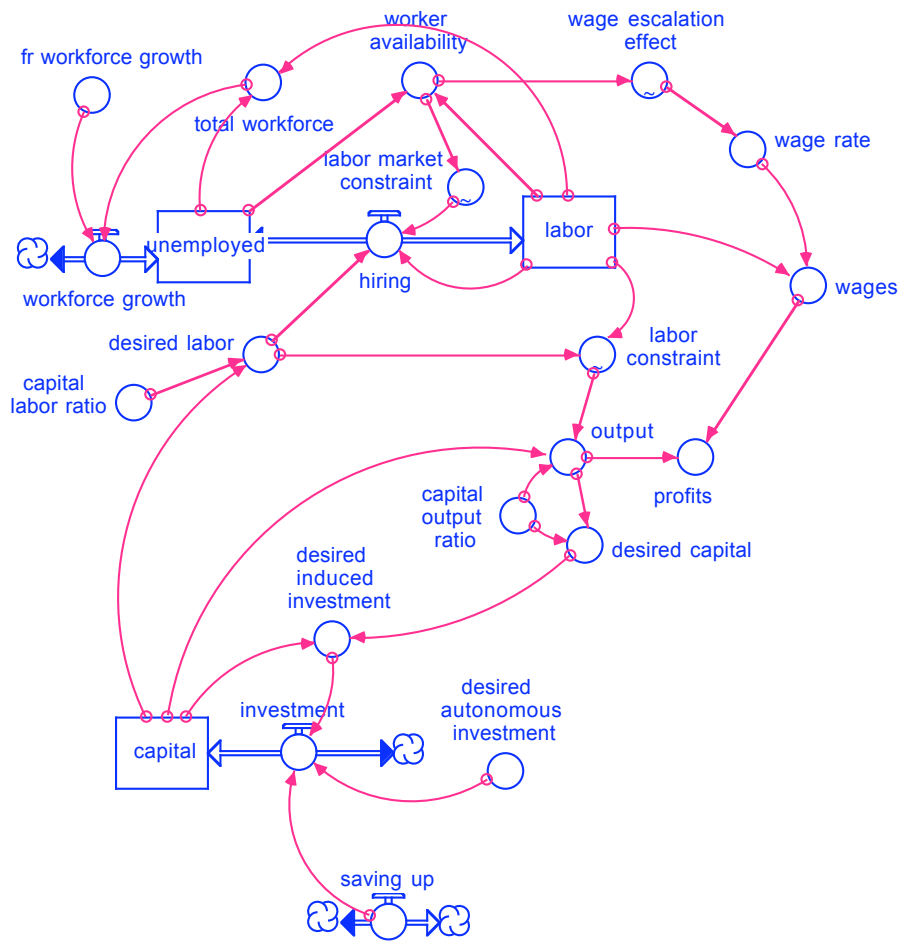 worker
availability
wage escalation
effect
fr workforce growth
total workforce
labor market
constraint
wage rate
unemployed
labor
hiring
workforce growth
wages
desired labor
labor
constraint
capital
labor ratio
output
profits
capital
output
ratio
desired capital
desired
induced
investment
desired
autonomous
investment
investment
capital
saving up
~
~
~